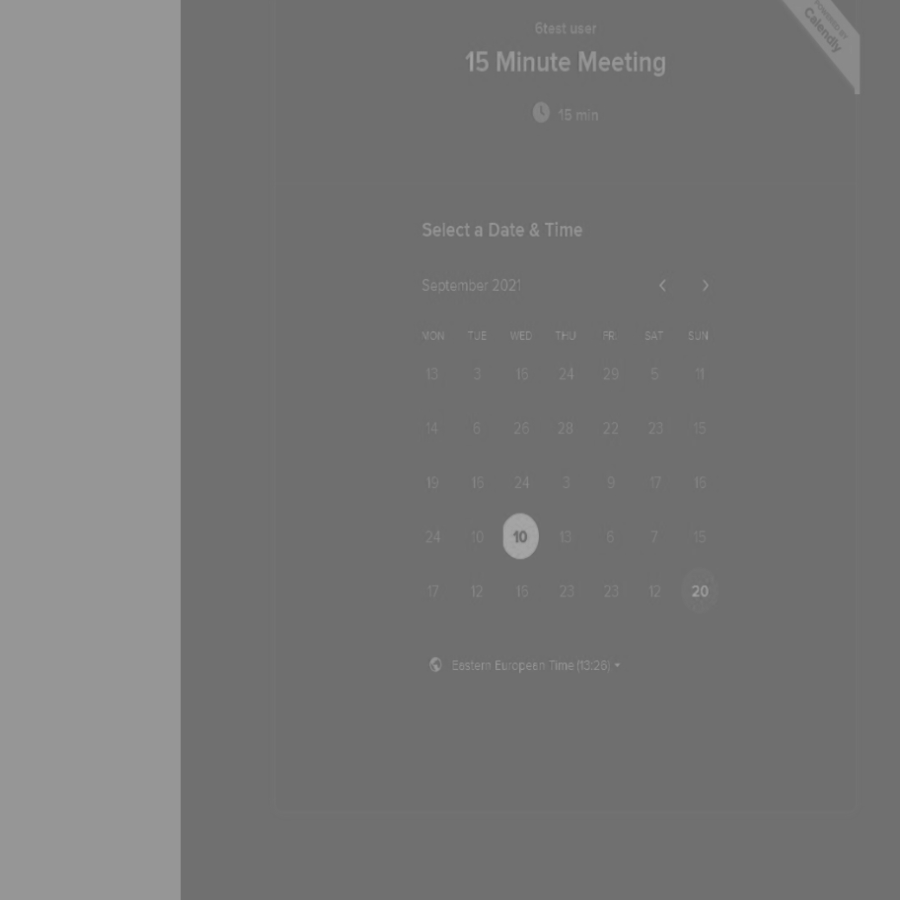 POWERED BY
Calendly
6test user
15 Minute Meeting
15 min
Select a Date & Time
September 2021
MON TUE WED THU FRI SAT SUN
13 3 16 24 29 5 11
14 6 26 28 22 23 15
19 15 24 3 9 17 16
24 10 10 13 6 7 15
17 12 15 23 23 12 20
Eastern European Time (13:26)